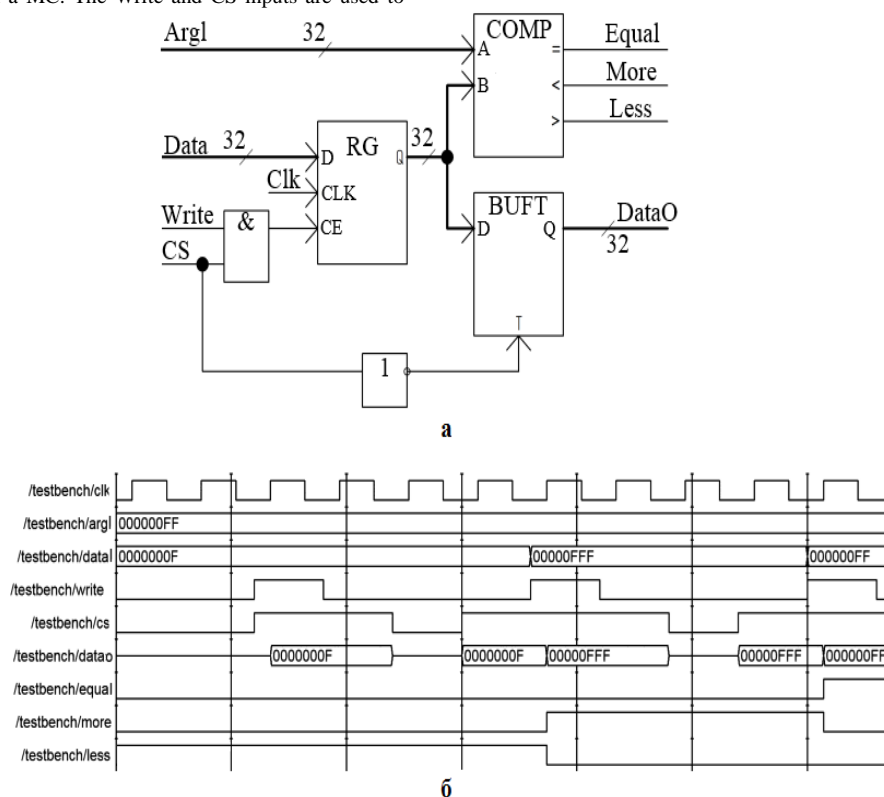 a MC. The Write and CS inputs are used to
ArgI 32
COMP
A = Equal
B < More
> Less
Data 32
D RG Q 32
Clk CLK
Write & CE
CS
BUFT
D Q DataO
32
T
1
а
/testbench/clk
/testbench/argI 000000FF
/testbench/dataI 0000000F 00000FFF 000000FF
/testbench/write
/testbench/cs
/testbench/datao 0000000F 0000000F 00000FFF 00000FFF 000000FF
/testbench/equal
/testbench/more
/testbench/less
б